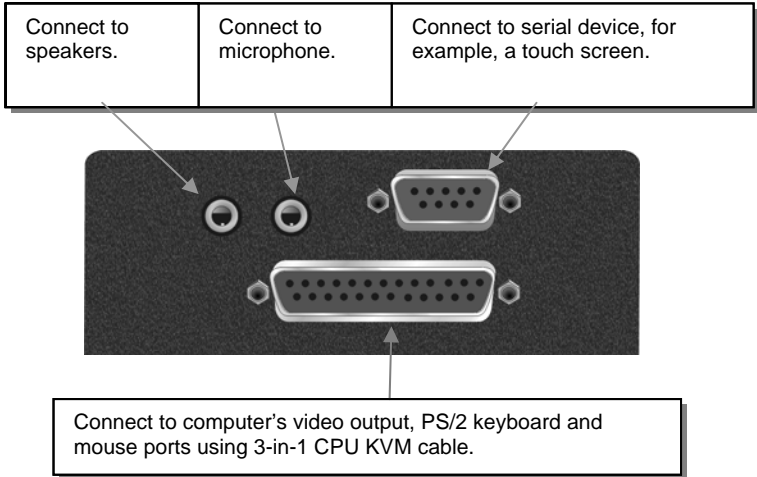 Connect to
speakers.
Connect to
microphone.
Connect to serial device, for
example, a touch screen.
Connect to computer’s video output, PS/2 keyboard and
mouse ports using 3-in-1 CPU KVM cable.